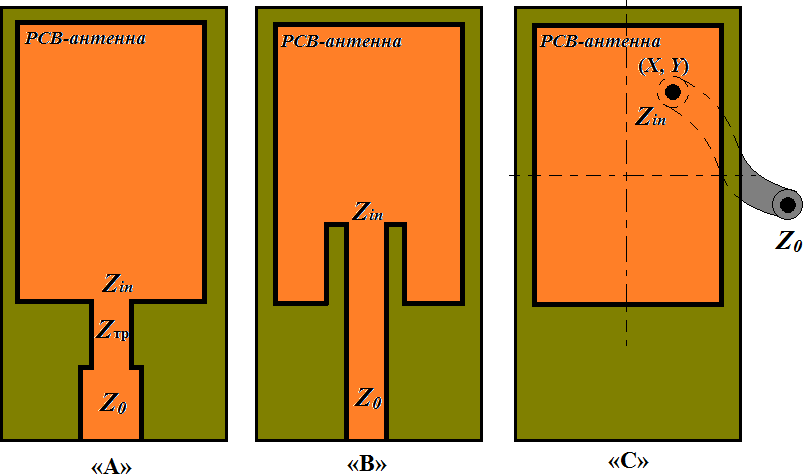 PCB-антенна
Zin
Zтр
Z0
«A»
PCB-антенна
Zin
Z0
«B»
PCB-антенна
(X, Y)
Zin
Z0
«C»